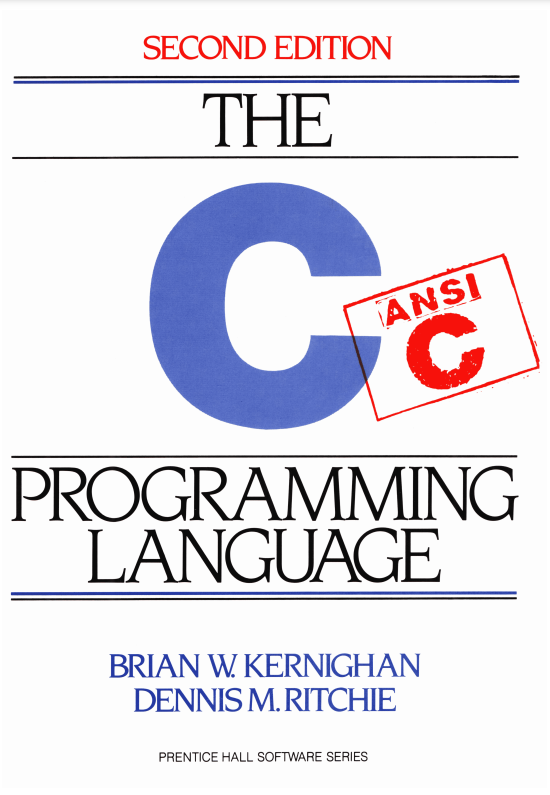 SECOND EDITION
THE
C
ANSI
C
PROGRAMMING
LANGUAGE
BRIAN W. KERNIGHAN
DENNIS M. RITCHIE
PRENTICE HALL SOFTWARE SERIES